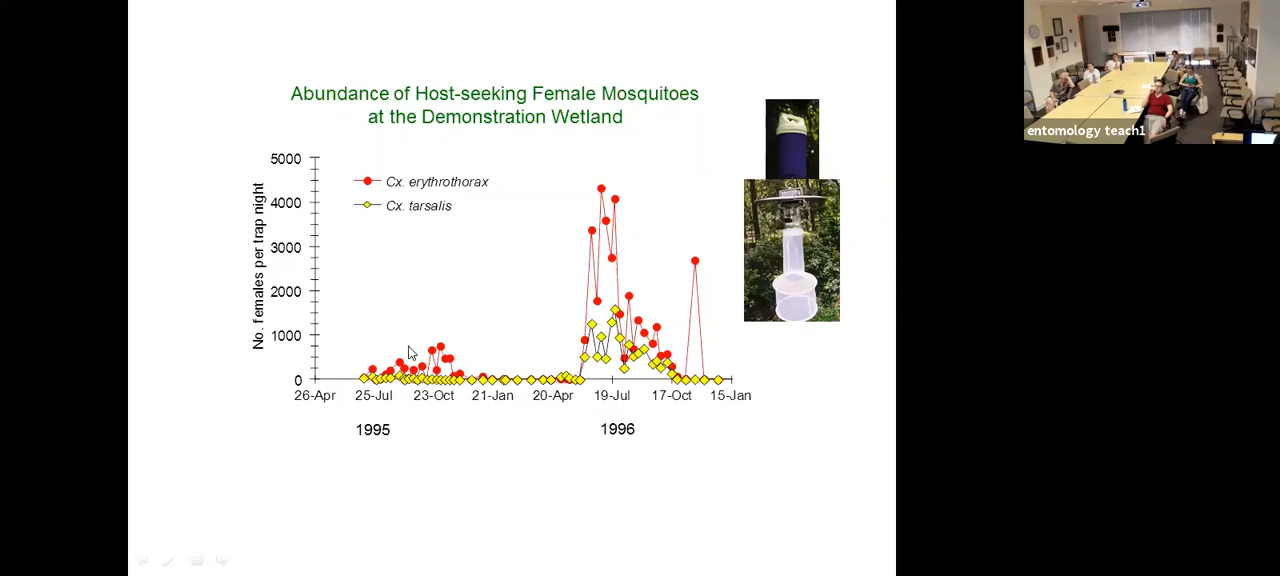 Abundance of Host-seeking Female Mosquitoes
at the Demonstration Wetland
No. females per trap night
5000
4000
3000
2000
1000
0
Cx. erythrothorax
Cx. tarsalis
26-Apr 25-Jul 23-Oct 21-Jan 20-Apr 19-Jul 17-Oct 15-Jan
1995 1996
entomology teach1